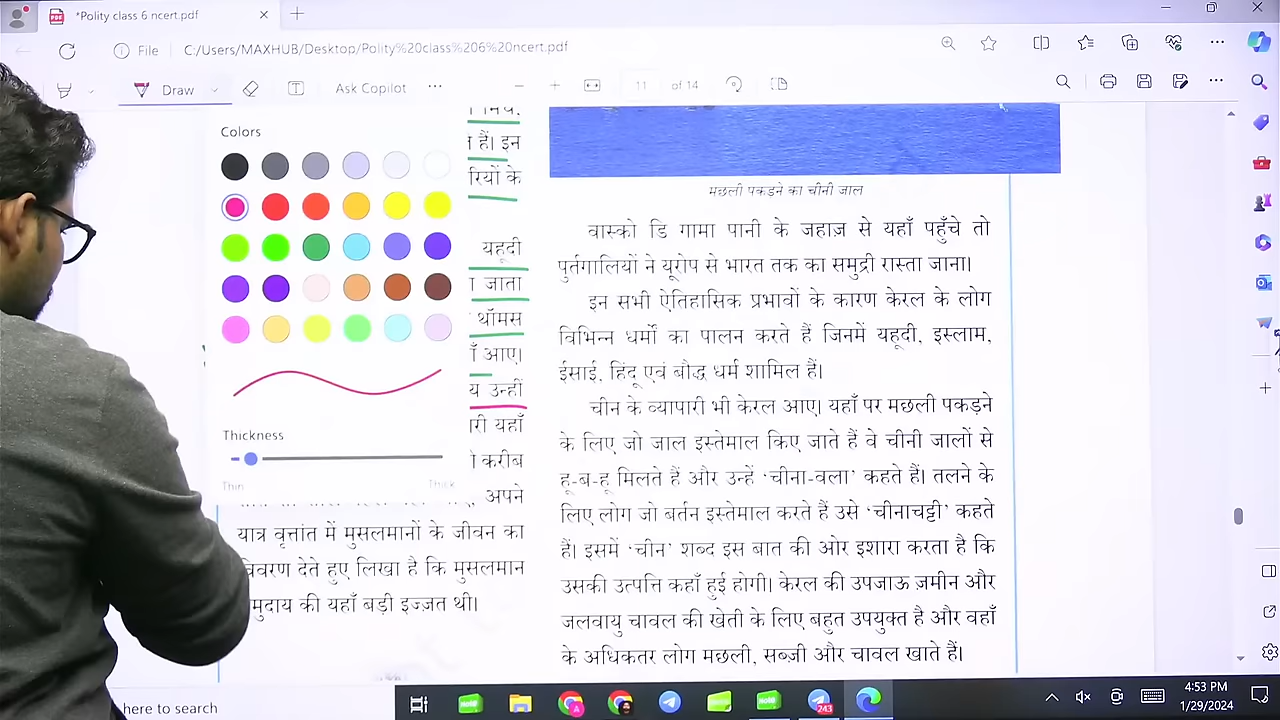 *Polity class 6 ncert.pdf
File
C:/Users/MAXHUB/Desktop/Polity%20class%206%20ncert.pdf
Draw
Ask Copilot
11 of 14
Colors
Thickness
Thin
Thick
हैं। इन
रियों के
यहूदी
जाता
थॉमस
आए।
उन्हीं
यहाँ
करीब
अपने
यात्र वृत्तांत में मुसलमानों के जीवन का
विवरण देते हुए लिखा है कि मुसलमान
मुदाय की यहाँ बड़ी इज्ज़त थी।
मछली पकड़ने का चीनी जाल
वास्को डि गामा पानी के जहाज़ से यहाँ पहुँचे तो
पुर्तगालियों ने यूरोप से भारत तक का समुद्री रास्ता जाना।
इन सभी ऐतिहासिक प्रभावों के कारण केरल के लोग
विभिन्न धर्मों का पालन करते हैं जिनमें यहूदी, इस्लाम,
ईसाई, हिंदू एवं बौद्ध धर्म शामिल हैं।
चीन के व्यापारी भी केरल आए। यहाँ पर मछली पकड़ने
के लिए जो जाल इस्तेमाल किए जाते हैं वे चीनी जालों से
हू-ब-हू मिलते हैं और उन्हें 'चीना-वला' कहते हैं। तलने के
लिए लोग जो बर्तन इस्तेमाल करते हैं उसे 'चीनाचट्टी' कहते
हैं। इसमें 'चीन' शब्द इस बात की ओर इशारा करता है कि
उसकी उत्पत्ति कहाँ हुई होगी। केरल की उपजाऊ ज़मीन और
जलवायु चावल की खेती के लिए बहुत उपयुक्त है और वहाँ
के अधिकतर लोग मछली, सब्ज़ी और चावल खाते हैं।
here to search
243
4:53 PM
1/29/2024